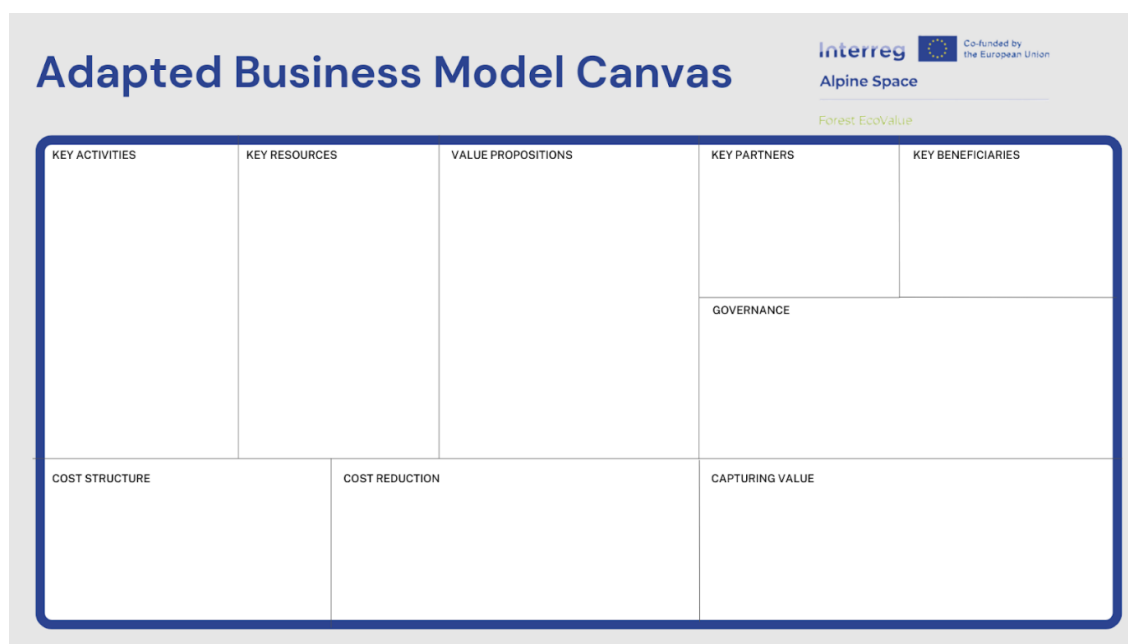 Adapted Business Model Canvas
Interreg
Co-funded by
the European Union
Alpine Space
Forest EcoValue
KEY ACTIVITIES
KEY RESOURCES
VALUE PROPOSITIONS
KEY PARTNERS
KEY BENEFICIARIES
GOVERNANCE
COST STRUCTURE
COST REDUCTION
CAPTURING VALUE